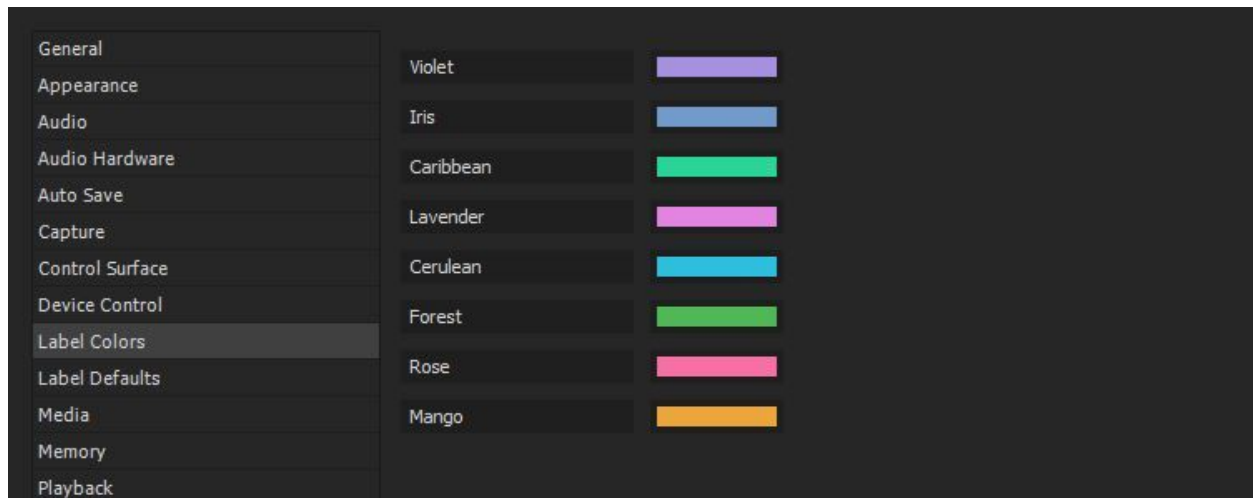 General
Appearance
Audio
Audio Hardware
Auto Save
Capture
Control Surface
Device Control
Label Colors
Label Defaults
Media
Memory
Playback
Violet
Iris
Caribbean
Lavender
Cerulean
Forest
Rose
Mango